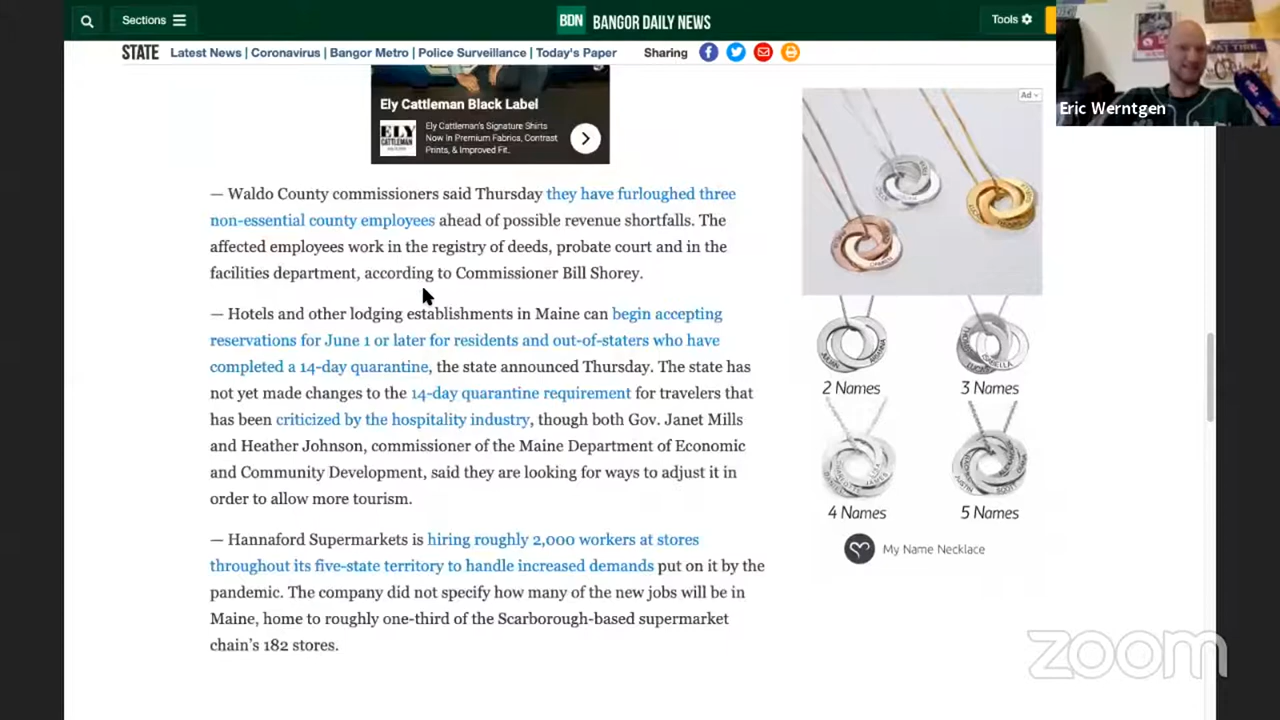 Sections
BDN BANGOR DAILY NEWS
Tools
STATE Latest News | Coronavirus | Bangor Metro | Police Surveillance | Today's Paper Sharing
Eric Werntgen
Ely Cattleman Black Label
ELY CATTLEMAN
Ely Cattleman's Signature Shirts
Now In Premium Fabrics, Contrast
Prints, & Improved Fit.
Ad
— Waldo County commissioners said Thursday they have furloughed three
non-essential county employees ahead of possible revenue shortfalls. The
affected employees work in the registry of deeds, probate court and in the
facilities department, according to Commissioner Bill Shorey.
— Hotels and other lodging establishments in Maine can begin accepting
reservations for June 1 or later for residents and out-of-staters who have
completed a 14-day quarantine, the state announced Thursday. The state has
not yet made changes to the 14-day quarantine requirement for travelers that
has been criticized by the hospitality industry, though both Gov. Janet Mills
and Heather Johnson, commissioner of the Maine Department of Economic
and Community Development, said they are looking for ways to adjust it in
order to allow more tourism.
— Hannaford Supermarkets is hiring roughly 2,000 workers at stores
throughout its five-state territory to handle increased demands put on it by the
pandemic. The company did not specify how many of the new jobs will be in
Maine, home to roughly one-third of the Scarborough-based supermarket
chain's 182 stores.
2 Names
3 Names
4 Names
5 Names
My Name Necklace
zoom